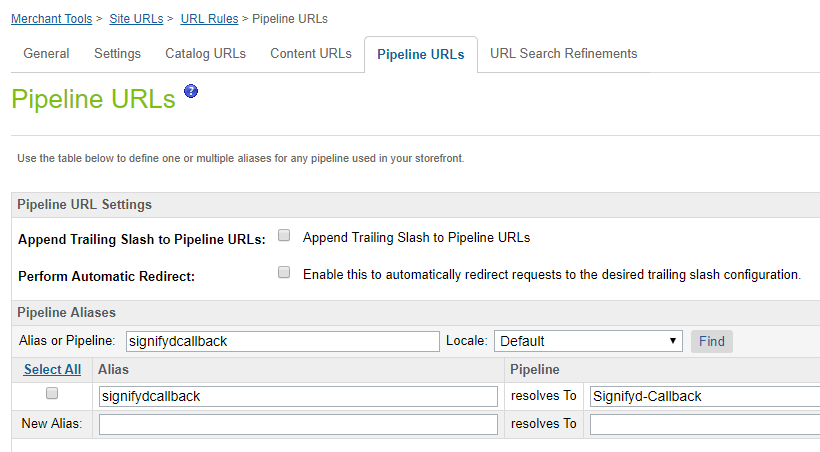 Merchant Tools > Site URLs > URL Rules > Pipeline URLs
General Settings Catalog URLs Content URLs Pipeline URLs URL Search Refinements
Pipeline URLs ?
Use the table below to define one or multiple aliases for any pipeline used in your storefront.
Pipeline URL Settings
Append Trailing Slash to Pipeline URLs: Append Trailing Slash to Pipeline URLs
Perform Automatic Redirect: Enable this to automatically redirect requests to the desired trailing slash configuration.
Pipeline Aliases
Alias or Pipeline: signifydcallback Locale: Default Find
Select All Alias Pipeline
signifydcallback resolves To Signifyd-Callback
New Alias: resolves To